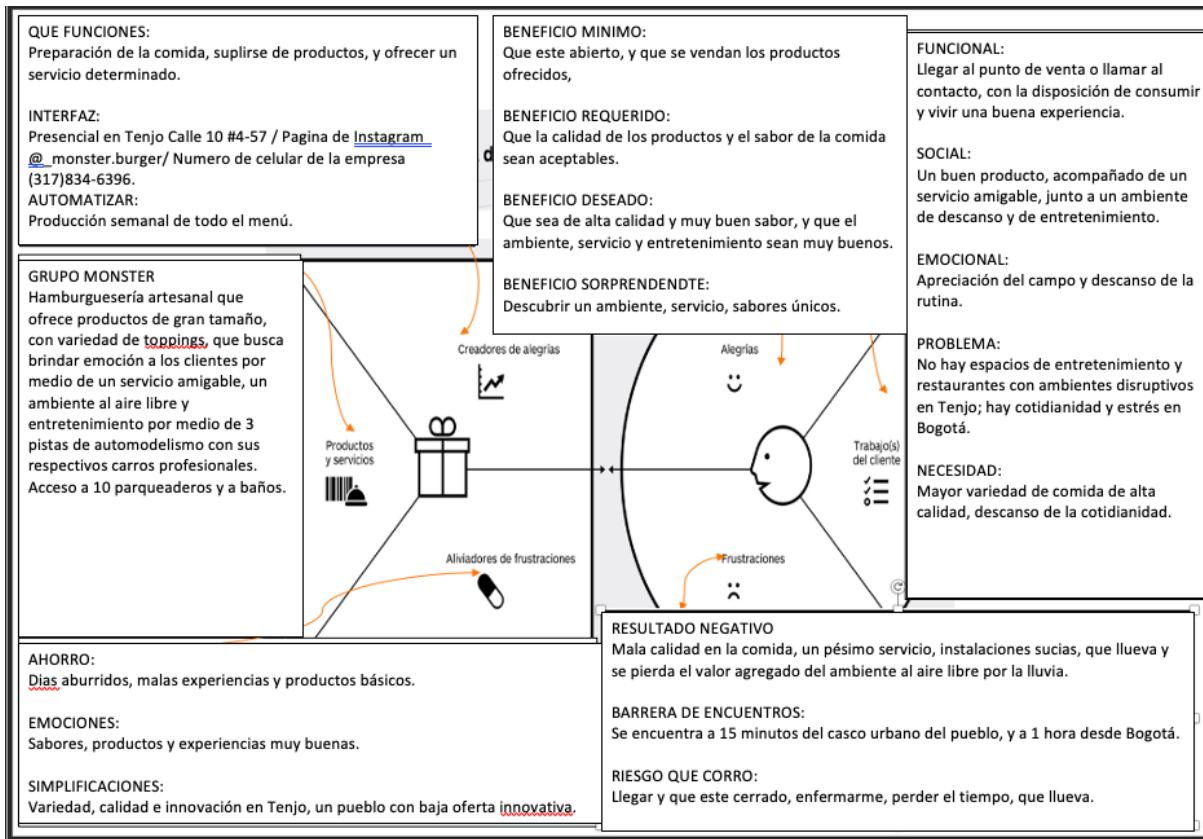 QUE FUNCIONES:
Preparación de la comida, suplirse de productos, y ofrecer un
servicio determinado.
INTERFAZ:
Presencial en Tenjo Calle 10 #4-57 / Pagina de Instagram
@_monster.burger/ Numero de celular de la empresa
(317)834-6396.
AUTOMATIZAR:
Producción semanal de todo el menú.
BENEFICIO MINIMO:
Que este abierto, y que se vendan los productos
ofrecidos,
BENEFICIO REQUERIDO:
Que la calidad de los productos y el sabor de la comida
sean aceptables.
BENEFICIO DESEADO:
Que sea de alta calidad y muy buen sabor, y que el
ambiente, servicio y entretenimiento sean muy buenos.
BENEFICIO SORPRENDENDTE:
Descubrir un ambiente, servicio, sabores únicos.
FUNCIONAL:
Llegar al punto de venta o llamar al
contacto, con la disposición de consumir
y vivir una buena experiencia.
SOCIAL:
Un buen producto, acompañado de un
servicio amigable, junto a un ambiente
de descanso y de entretenimiento.
EMOCIONAL:
Apreciación del campo y descanso de la
rutina.
PROBLEMA:
No hay espacios de entretenimiento y
restaurantes con ambientes disruptivos
en Tenjo; hay cotidianidad y estrés en
Bogotá.
NECESIDAD:
Mayor variedad de comida de alta
calidad, descanso de la cotidianidad.
GRUPO MONSTER
Hamburguesería artesanal que
ofrece productos de gran tamaño,
con variedad de toppings, que busca
brindar emoción a los clientes por
medio de un servicio amigable, un
ambiente al aire libre y
entretenimiento por medio de 3
pistas de automodelismo con sus
respectivos carros profesionales.
Acceso a 10 parqueaderos y a baños.
Creadores de alegrías
Productos
y servicios
Aliviadores de frustraciones
Alegrías
Trabajo(s)
del cliente
Frustraciones
AHORRO:
Dias aburridos, malas experiencias y productos básicos.
EMOCIONES:
Sabores, productos y experiencias muy buenas.
SIMPLIFICACIONES:
Variedad, calidad e innovación en Tenjo, un pueblo con baja oferta innovativa.
RESULTADO NEGATIVO
Mala calidad en la comida, un pésimo servicio, instalaciones sucias, que llueva y
se pierda el valor agregado del ambiente al aire libre por la lluvia.
BARRERA DE ENCUENTROS:
Se encuentra a 15 minutos del casco urbano del pueblo, y a 1 hora desde Bogotá.
RIESGO QUE CORRO:
Llegar y que este cerrado, enfermarme, perder el tiempo, que llueva.